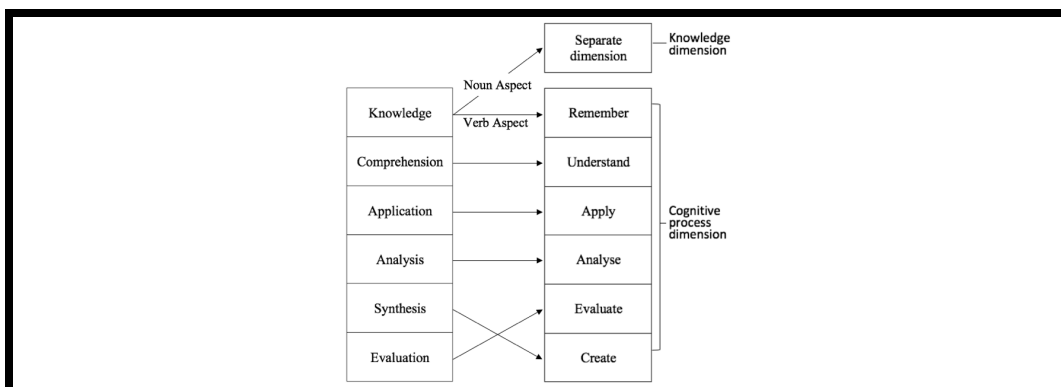 Separate
dimension
Knowledge
dimension
Noun Aspect
Knowledge
Verb Aspect
Remember
Comprehension
Understand
Application
Apply
Cognitive
process
dimension
Analysis
Analyse
Synthesis
Evaluate
Evaluation
Create